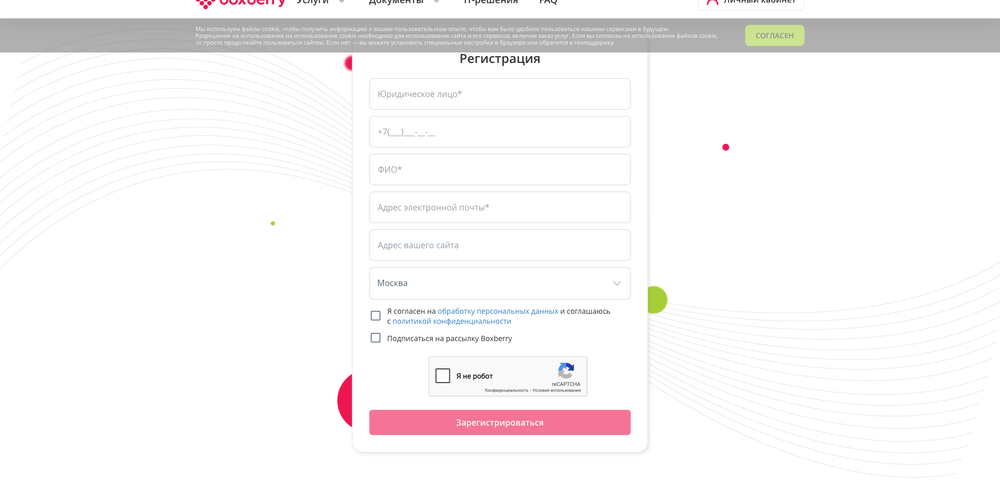 boxberry
Услуги
Документы
IT-решения
FAQ
Личный кабинет
Мы используем файлы cookie, чтобы получить информацию о вашем пользовательском опыте, чтобы вам было удобнее пользоваться нашими сервисами в будущем.
Разрешение на использование на использование cookie необходимо для использования сайта и его сервисов, включая заказ услуг. Если вы согласны на использование файлов cookie,
то просто продолжайте пользоваться сайтом. Если нет — вы можете установить специальные настройки в браузере или обратится в техподдержку.
СОГЛАСЕН
Регистрация
Юридическое лицо*
+7(___)___-__-__
ФИО*
Адрес электронной почты*
Адрес вашего сайта
Москва
Я согласен на обработку персональных данных и соглашаюсь
с политикой конфиденциальности
Подписаться на рассылку Boxberry
Я не робот
reCAPTCHA
Конфиденциальность - Условия использования
Зарегистрироваться